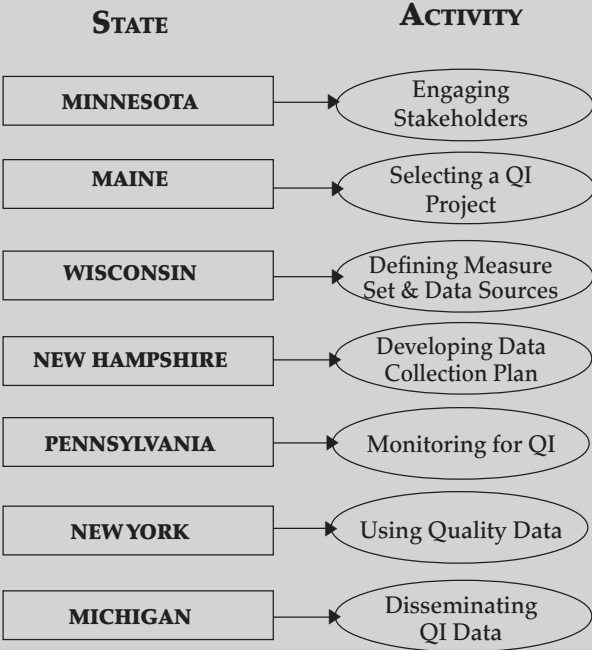 STATE
ACTIVITY
MINNESOTA
Engaging
Stakeholders
MAINE
Selecting a QI
Project
WISCONSIN
Defining Measure
Set & Data Sources
NEW HAMPSHIRE
Developing Data
Collection Plan
PENNSYLVANIA
Monitoring for QI
NEW YORK
Using Quality Data
MICHIGAN
Disseminating
QI Data